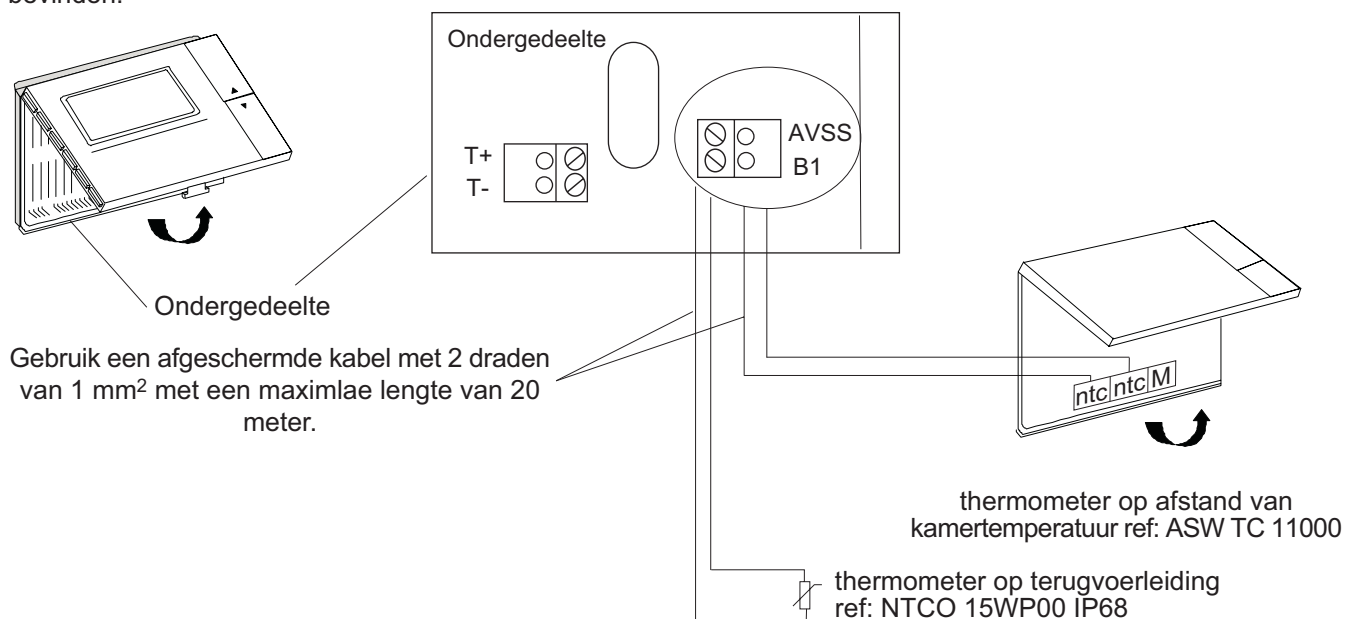 bevinden.
Ondergedeelte
T+
T-
AVSS
B1
Ondergedeelte
Gebruik een afgeschermde kabel met 2 draden
van 1 mm² met een maximlae lengte van 20
meter.
ntc ntc M
thermometer op afstand van
kamertemperatuur ref: ASW TC 11000
thermometer op terugvoerleiding
ref: NTCO 15WP00 IP68